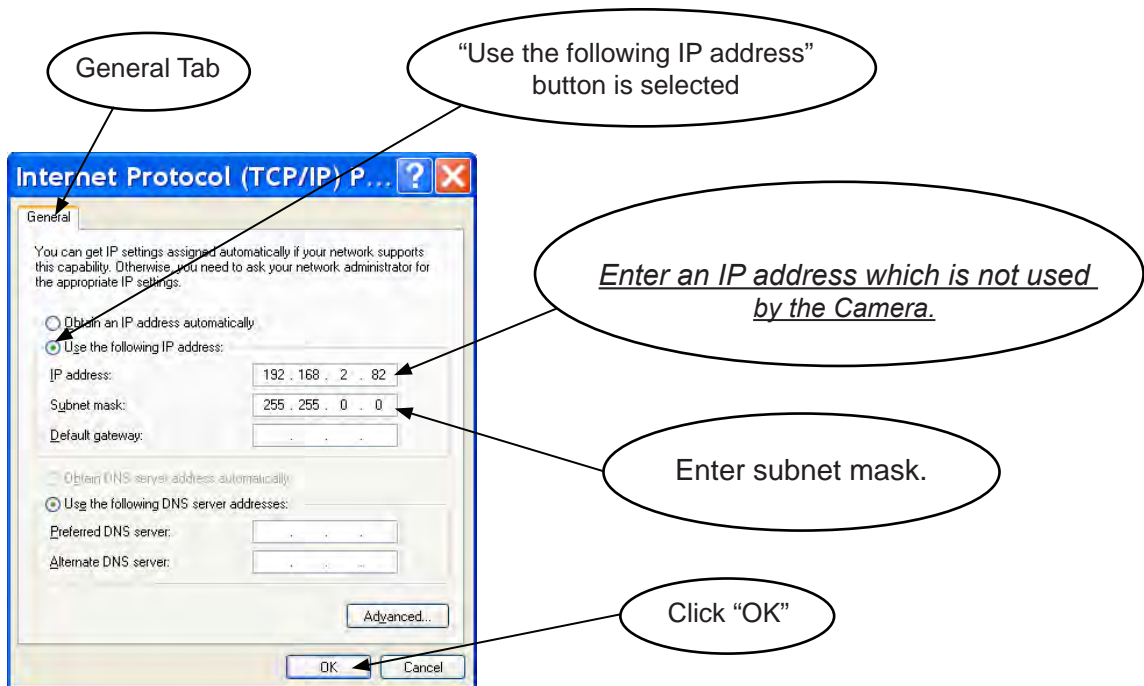 General Tab
“Use the following IP address”
button is selected
Internet Protocol (TCP/IP) P...
General
You can get IP settings assigned automatically if your network supports
this capability. Otherwise, you need to ask your network administrator for
the appropriate IP settings.
Obtain an IP address automatically
Use the following IP address:
IP address: 192 . 168 . 2 . 82
Subnet mask: 255 . 255 . 0 . 0
Default gateway: . . .
Obtain DNS server address automatically
Use the following DNS server addresses:
Preferred DNS server: . . .
Alternate DNS server: . . .
Advanced...
OK Cancel
Enter an IP address which is not used
by the Camera.
Enter subnet mask.
Click “OK”